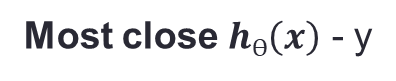 Most close hθ(x) - y